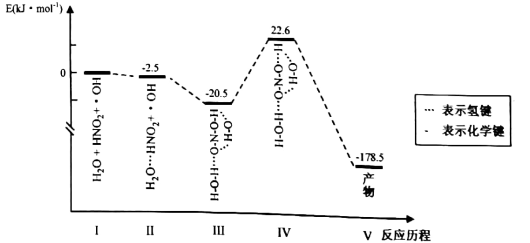 E(kJ·mol⁻¹)
22.6
0
-2.5
-20.5
-178.5
H₂O + HNO₂ + ·OH
H₂O···HNO₂ + ·OH
H-O-H···O-N-O-H
H-O
H-O-H···O-N-O-H
O-H
产物
··· 表示氢键
- 表示化学键
I II III IV V 反应历程